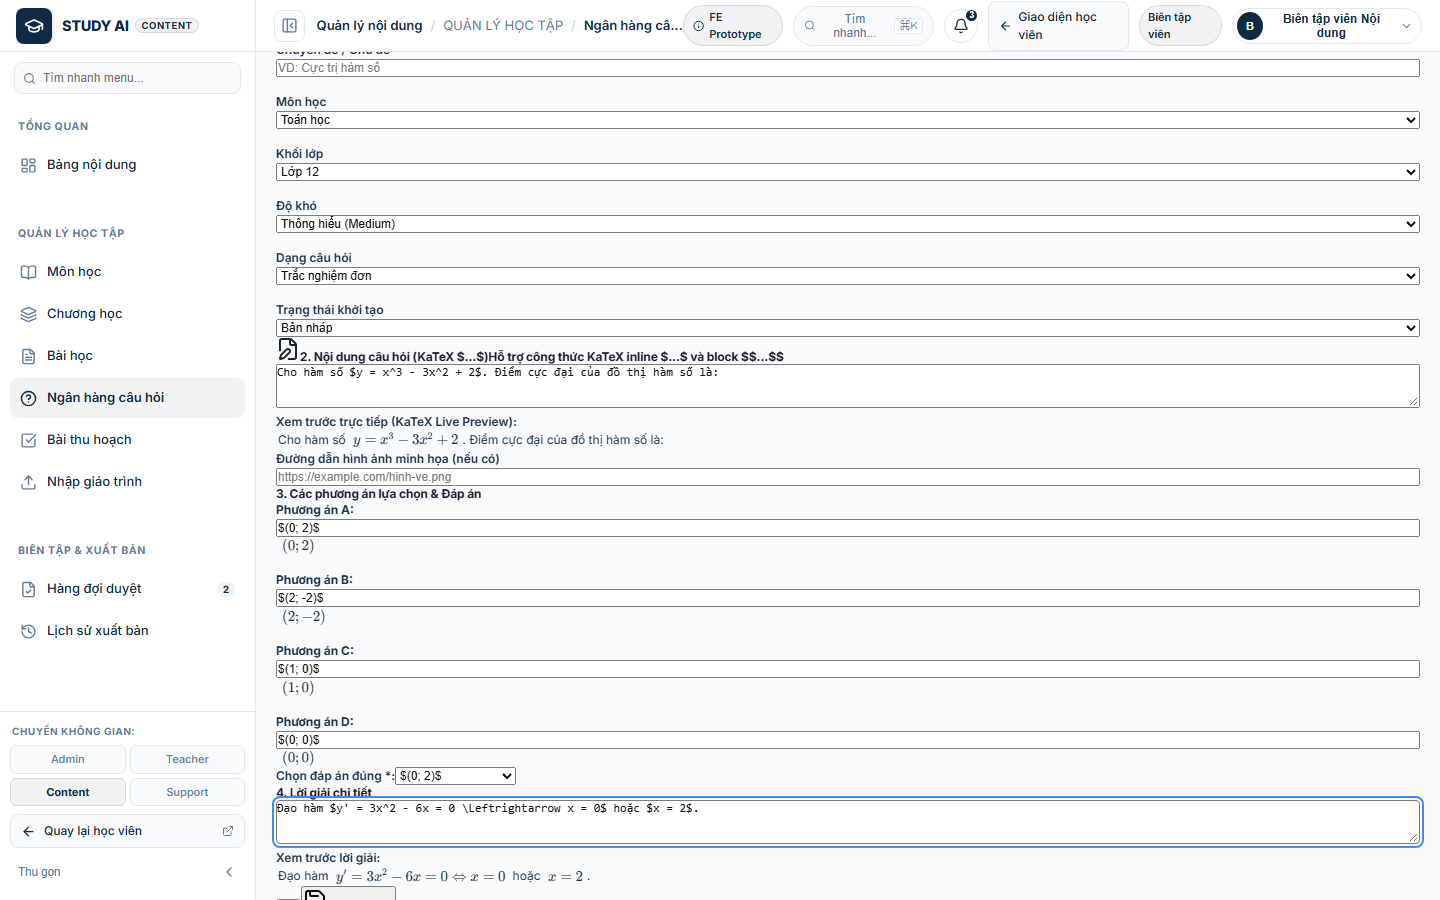 STUDY AI CONTENT
Quản lý nội dung / QUẢN LÝ HỌC TẬP / Ngân hàng câ...
FE Prototype
Tìm nhanh... ⌘K
3
Giao diện học viên
Biên tập viên
B Biên tập viên Nội dung
Tìm nhanh menu...
TỔNG QUAN
Bảng nội dung
QUẢN LÝ HỌC TẬP
Môn học
Chương học
Bài học
Ngân hàng câu hỏi
Bài thu hoạch
Nhập giáo trình
BIÊN TẬP & XUẤT BẢN
Hàng đợi duyệt 2
Lịch sử xuất bản
CHUYỂN KHÔNG GIAN:
Admin Teacher
Content Support
Quay lại học viên
Thu gọn
Chuyên đề / Chủ đề
VD: Cực trị hàm số
Môn học
Toán học
Khối lớp
Lớp 12
Độ khó
Thông hiểu (Medium)
Dạng câu hỏi
Trắc nghiệm đơn
Trạng thái khởi tạo
Bản nháp
2. Nội dung câu hỏi (KaTeX $...$)Hỗ trợ công thức KaTeX inline $...$ và block $$...$$
Cho hàm số $y = x^3 - 3x^2 + 2$. Điểm cực đại của đồ thị hàm số là:
Xem trước trực tiếp (KaTeX Live Preview):
Cho hàm số y = x³ − 3x² + 2 . Điểm cực đại của đồ thị hàm số là:
Đường dẫn hình ảnh minh họa (nếu có)
https://example.com/hinh-ve.png
3. Các phương án lựa chọn & Đáp án
Phương án A:
$(0; 2)$
(0; 2)
Phương án B:
$(2; -2)$
(2; −2)
Phương án C:
$(1; 0)$
(1; 0)
Phương án D:
$(0; 0)$
(0; 0)
Chọn đáp án đúng *: $(0; 2)$
4. Lời giải chi tiết
Đạo hàm $y' = 3x^2 - 6x = 0 \Leftrightarrow x = 0$ hoặc $x = 2$.
Xem trước lời giải:
Đạo hàm y′ = 3x² − 6x = 0 ⇔ x = 0 hoặc x = 2 .